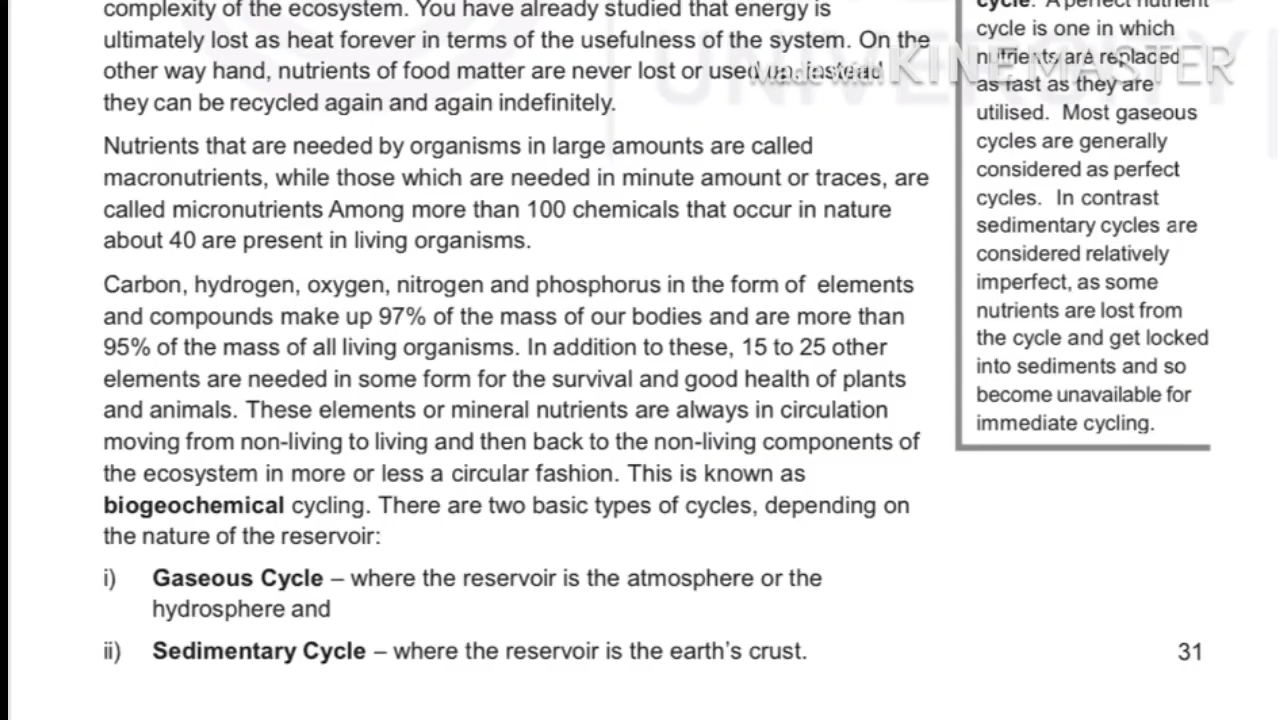 complexity of the ecosystem. You have already studied that energy is
ultimately lost as heat forever in terms of the usefulness of the system. On the
other way hand, nutrients of food matter are never lost or used up, instead
they can be recycled again and again indefinitely.
Nutrients that are needed by organisms in large amounts are called
macronutrients, while those which are needed in minute amount or traces, are
called micronutrients Among more than 100 chemicals that occur in nature
about 40 are present in living organisms.
Carbon, hydrogen, oxygen, nitrogen and phosphorus in the form of elements
and compounds make up 97% of the mass of our bodies and are more than
95% of the mass of all living organisms. In addition to these, 15 to 25 other
elements are needed in some form for the survival and good health of plants
and animals. These elements or mineral nutrients are always in circulation
moving from non-living to living and then back to the non-living components of
the ecosystem in more or less a circular fashion. This is known as
biogeochemical cycling. There are two basic types of cycles, depending on
the nature of the reservoir:
i) Gaseous Cycle – where the reservoir is the atmosphere or the
hydrosphere and
ii) Sedimentary Cycle – where the reservoir is the earth's crust.
cycle. A perfect nutrient
cycle is one in which
nutrients are replaced
as fast as they are
utilised. Most gaseous
cycles are generally
considered as perfect
cycles. In contrast
sedimentary cycles are
considered relatively
imperfect, as some
nutrients are lost from
the cycle and get locked
into sediments and so
become unavailable for
immediate cycling.
31
Made with KINEMASTER
UNIVERSITY